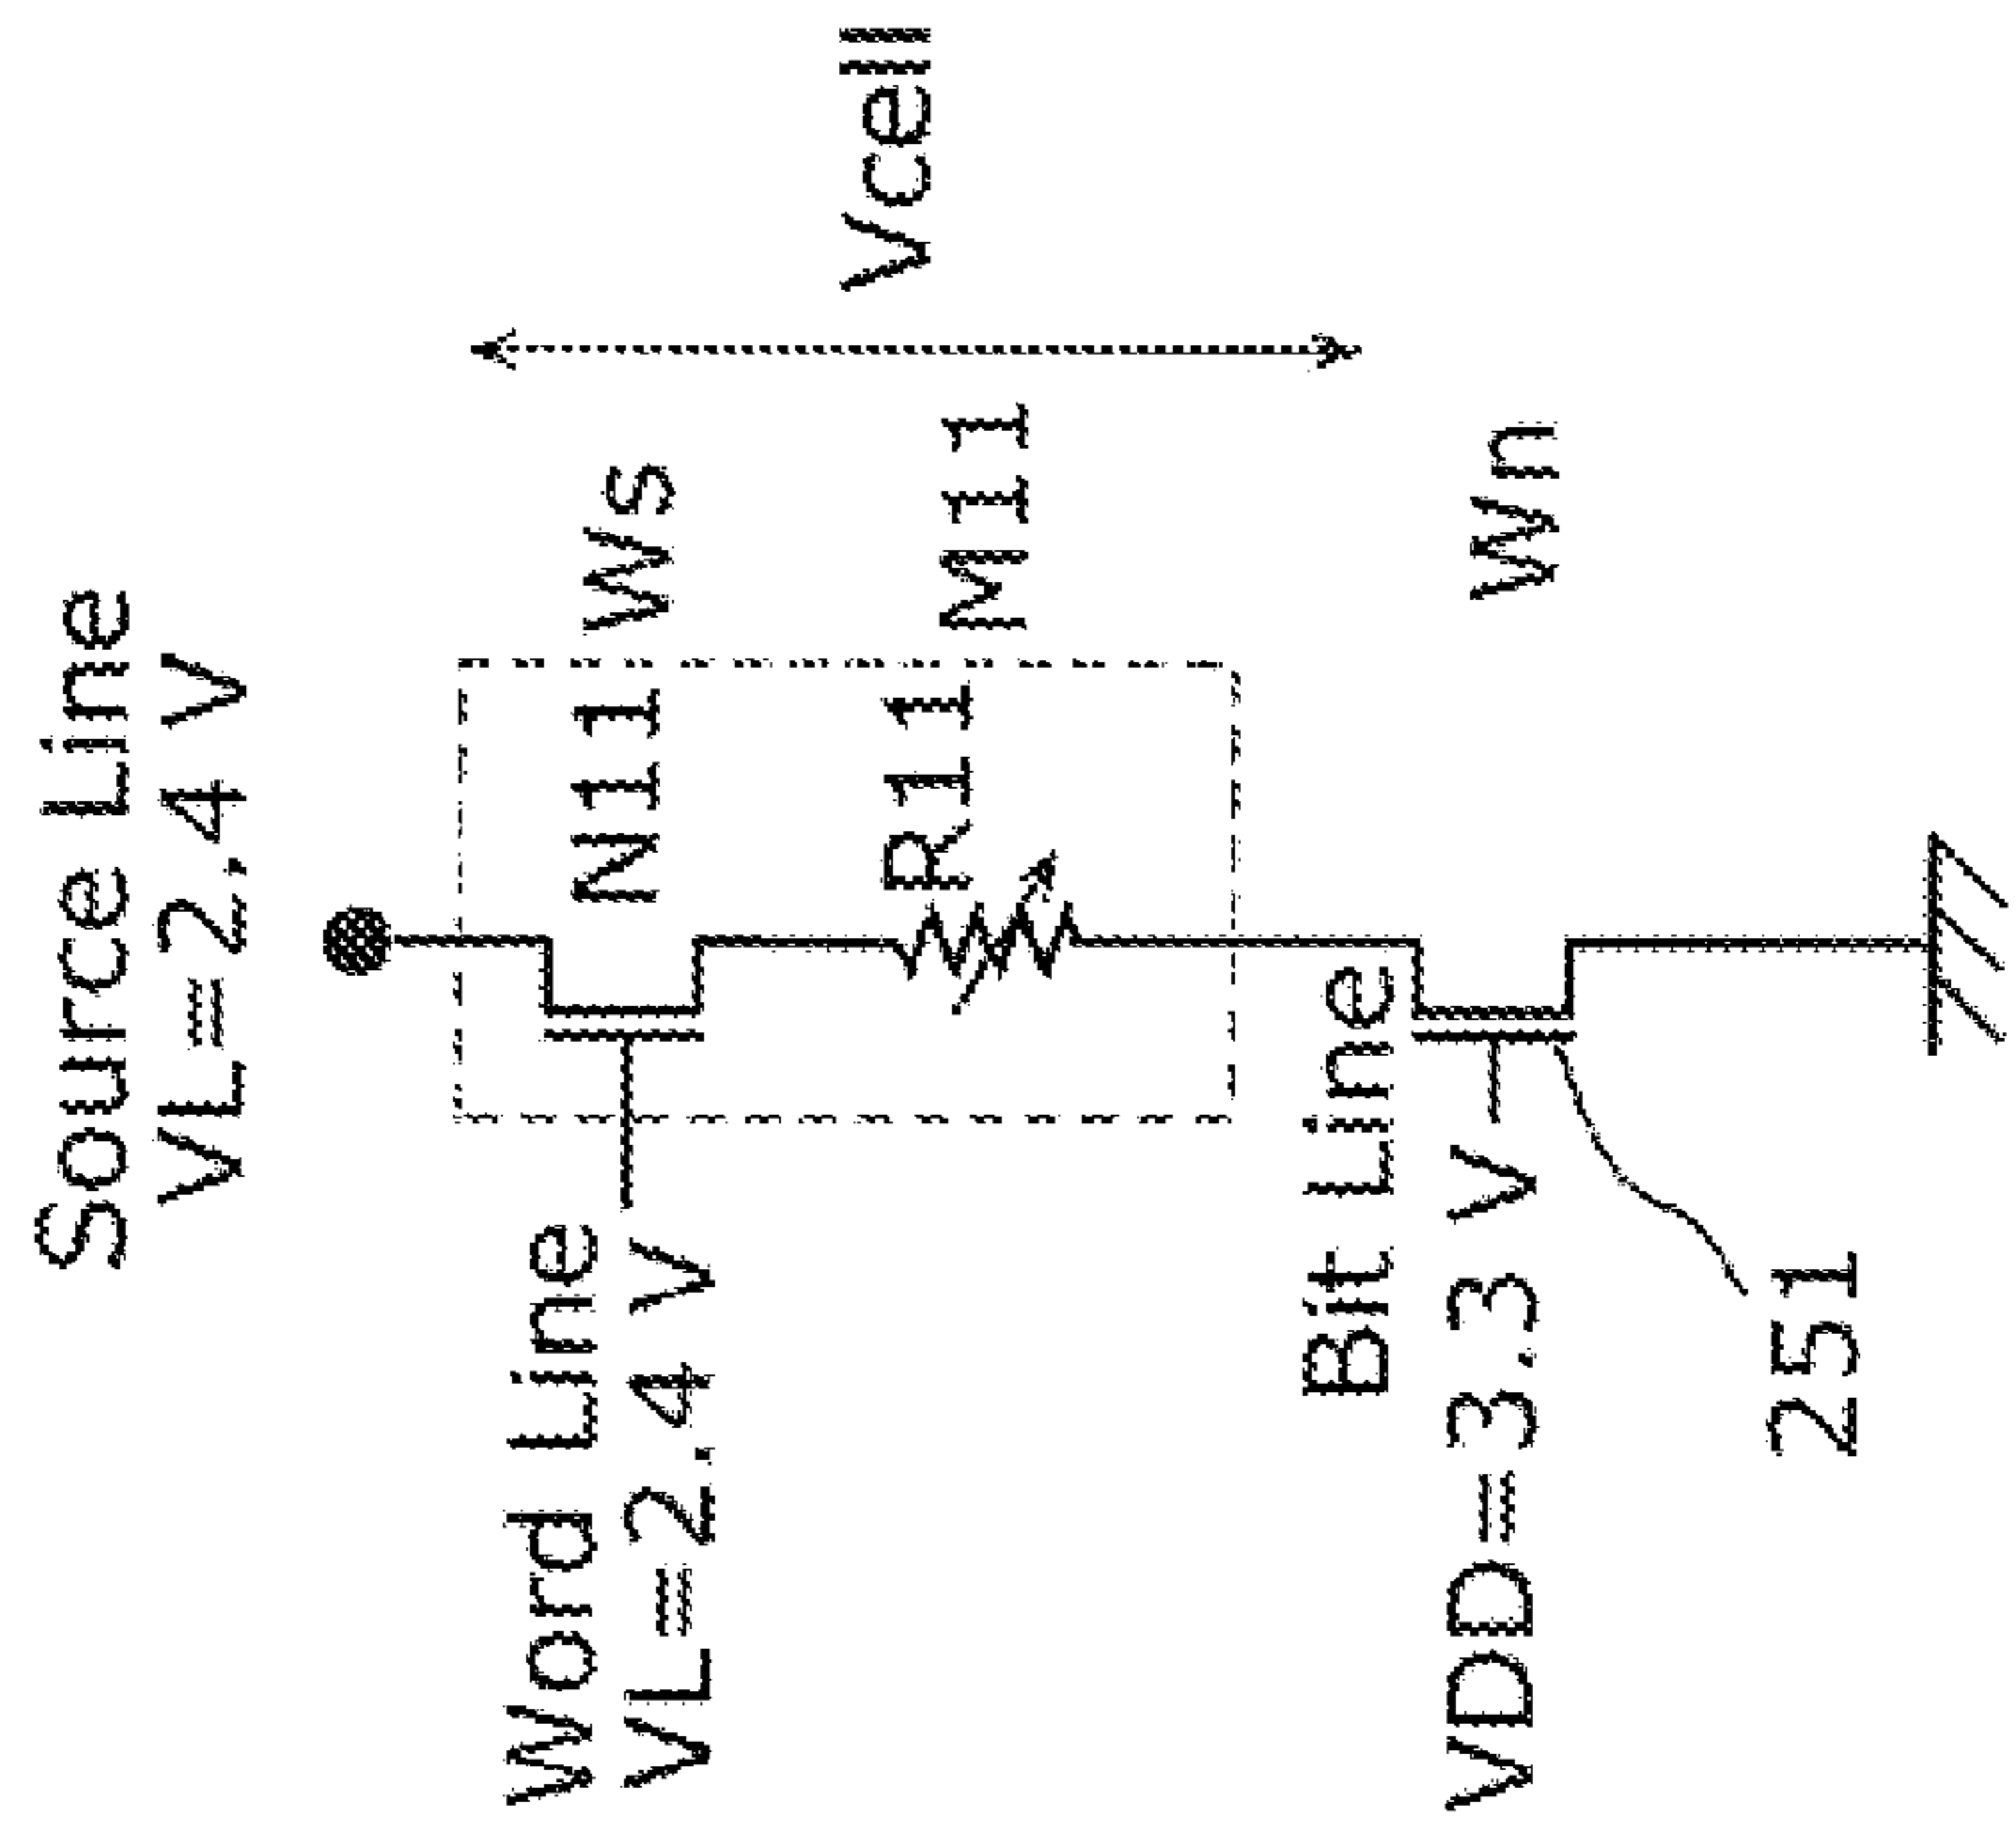 Source Line
VL=2.4 V
Word Line
VL=2.4 V
N11
Ws
R11
M11
Vcell
Bit Line
VDD=3.3 V
Wn
251